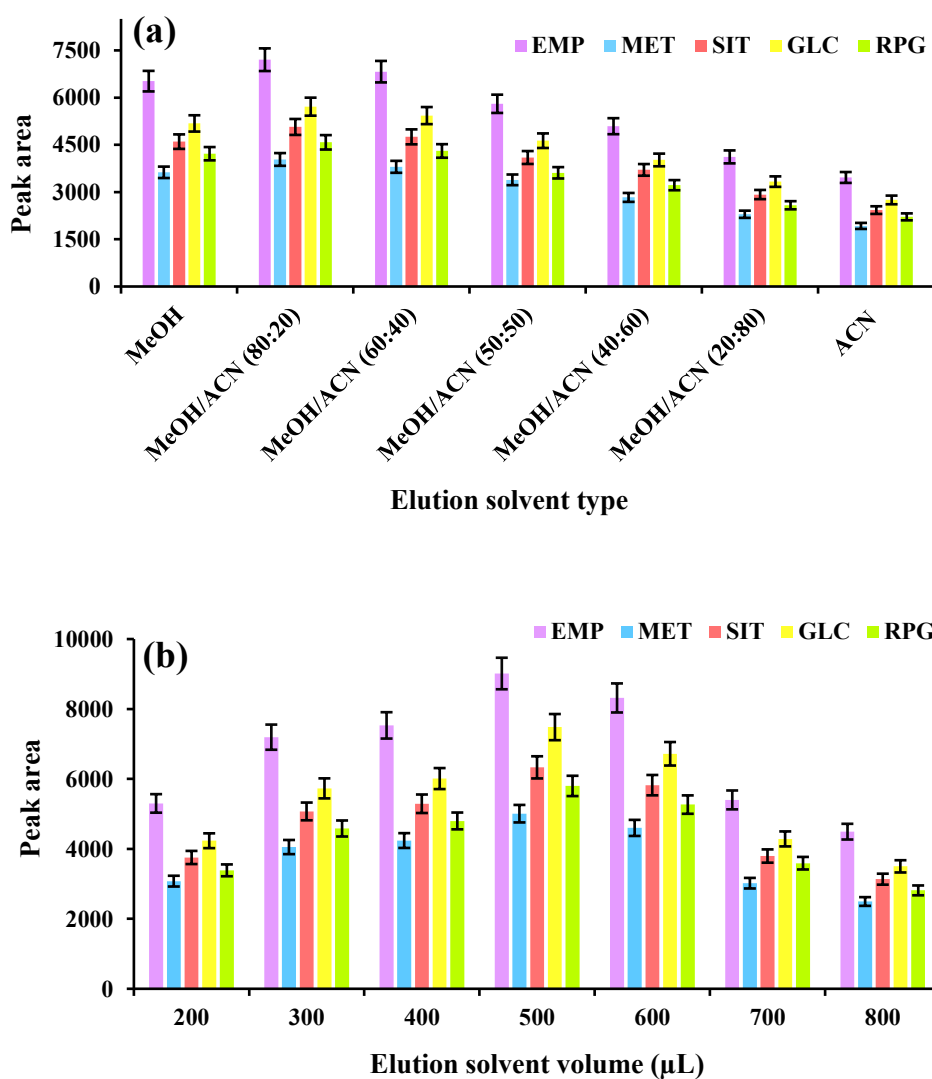 (a)
EMP MET SIT GLC RPG
Peak area
7500
6000
4500
3000
1500
0
MeOH
MeOH/ACN (80:20)
MeOH/ACN (60:40)
MeOH/ACN (50:50)
MeOH/ACN (40:60)
MeOH/ACN (20:80)
ACN
Elution solvent type
(b)
EMP MET SIT GLC RPG
Peak area
10000
8000
6000
4000
2000
0
200 300 400 500 600 700 800
Elution solvent volume (µL)